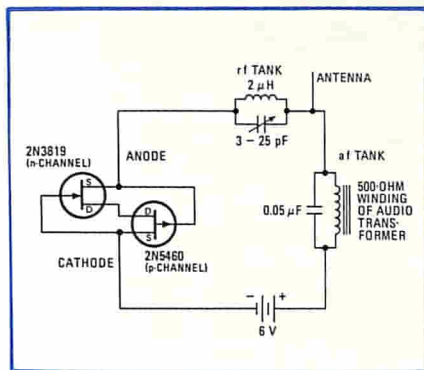 rf TANK
2 μH
ANTENNA
3 – 25 pF
2N3819
(n-CHANNEL)
ANODE
S
D
af TANK
500-OHM
WINDING
OF AUDIO
TRANS-
FORMER
0.05 μF
D
S
2N5460
(p-CHANNEL)
CATHODE
– +
6 V